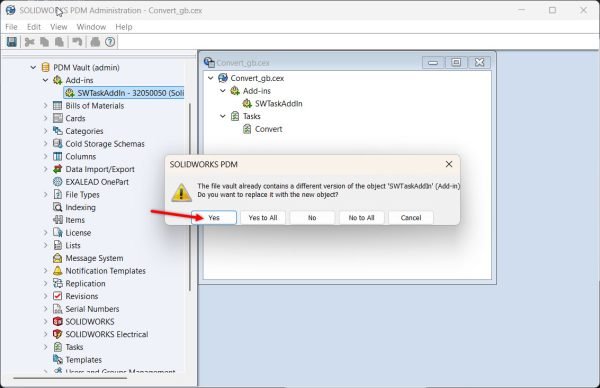 SOLIDWORKS PDM Administration - Convert_gb.cex
File Edit View Window Help
PDM Vault (admin)
Add-ins
SWTaskAddIn - 32050050 (Soli
Bills of Materials
Cards
Categories
Cold Storage Schemas
Columns
Data Import/Export
EXALEAD OnePart
File Types
Indexing
Items
License
Lists
Message System
Notification Templates
Replication
Revisions
Serial Numbers
SOLIDWORKS
SOLIDWORKS Electrical
Tasks
Templates
Users and Groups Management
Convert_gb.cex
Convert_gb.cex
Add-ins
SWTaskAddIn
Tasks
Convert
SOLIDWORKS PDM
The file vault already contains a different version of the object 'SWTaskAddIn' (Add-in)
Do you want to replace it with the new object?
Yes Yes to All No No to All Cancel